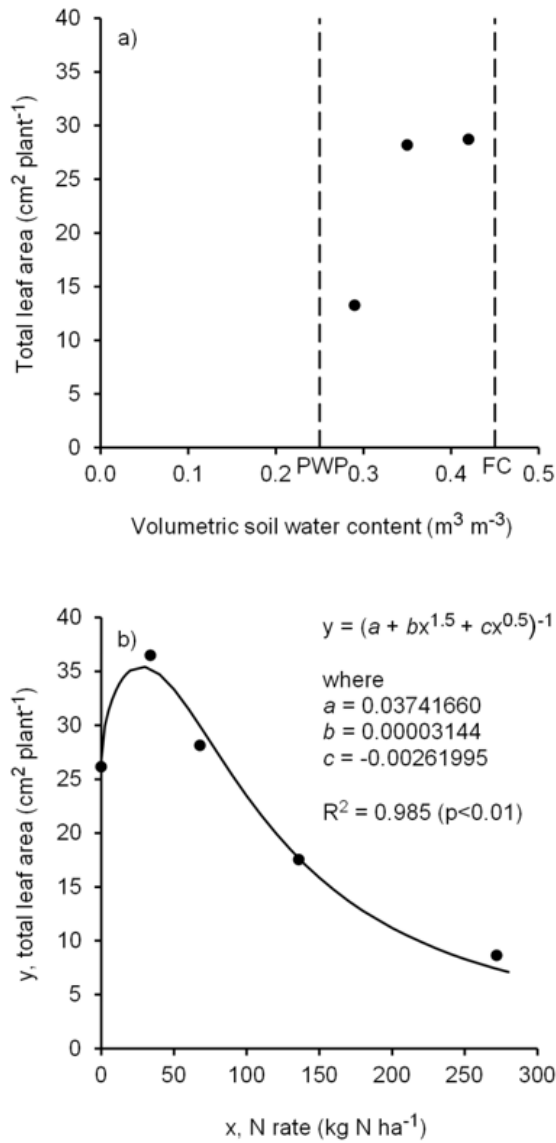 a)
Total leaf area (cm² plant⁻¹)
40
35
30
25
20
15
10
5
0
PWP
FC
0.0 0.1 0.2 0.3 0.4 0.5
Volumetric soil water content (m³ m⁻³)
b)
y = (a + bx¹·⁵ + cx⁰·⁵)⁻¹
where
a = 0.03741660
b = 0.00003144
c = -0.00261995
R² = 0.985 (p<0.01)
y, total leaf area (cm² plant⁻¹)
40
35
30
25
20
15
10
5
0
0 50 100 150 200 250 300
x, N rate (kg N ha⁻¹)